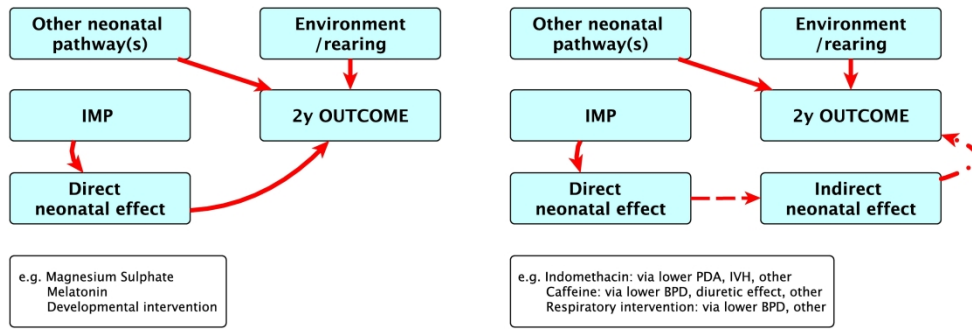 Other neonatal
pathway(s)
Environment
/rearing
IMP
2y OUTCOME
Direct
neonatal effect
e.g. Magnesium Sulphate
Melatonin
Developmental intervention
Other neonatal
pathway(s)
Environment
/rearing
IMP
2y OUTCOME
Direct
neonatal effect
Indirect
neonatal effect
e.g. Indomethacin: via lower PDA, IVH, other
Caffeine: via lower BPD, diuretic effect, other
Respiratory intervention: via lower BPD, other